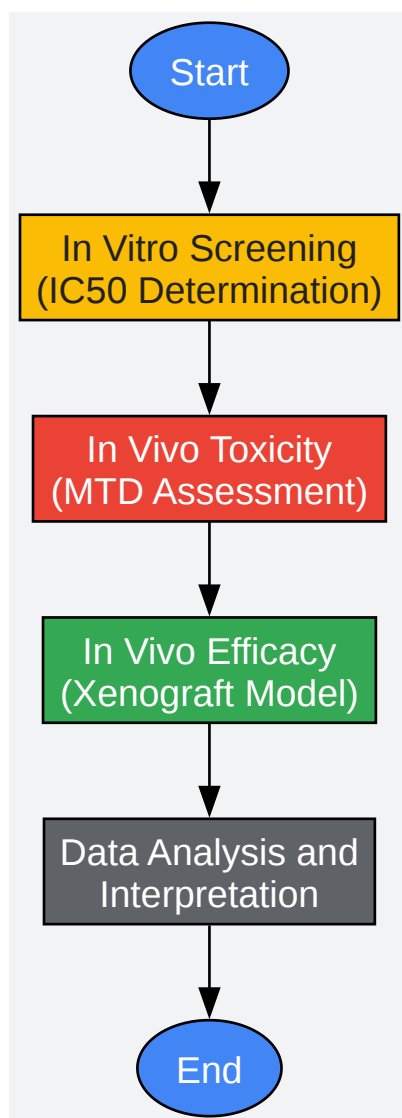 Start
In Vitro Screening
(IC50 Determination)
In Vivo Toxicity
(MTD Assessment)
In Vivo Efficacy
(Xenograft Model)
Data Analysis and
Interpretation
End